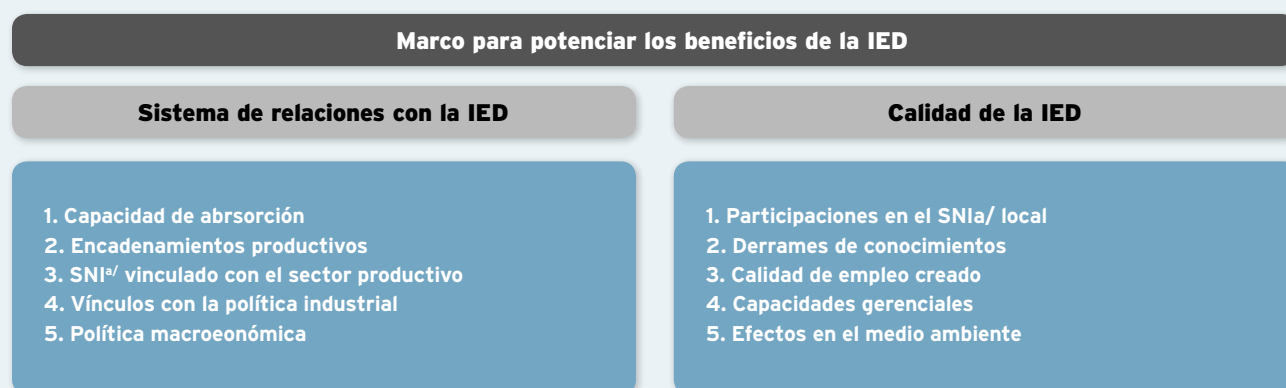 Marco para potenciar los beneficios de la IED
Sistema de relaciones con la IED
1. Capacidad de abrsorción
2. Encadenamientos productivos
3. SNIa/ vinculado con el sector productivo
4. Vínculos con la política industrial
5. Política macroeonómica
Calidad de la IED
1. Participaciones en el SNIa/ local
2. Derrames de conocimientos
3. Calidad de empleo creado
4. Capacidades gerenciales
5. Efectos en el medio ambiente